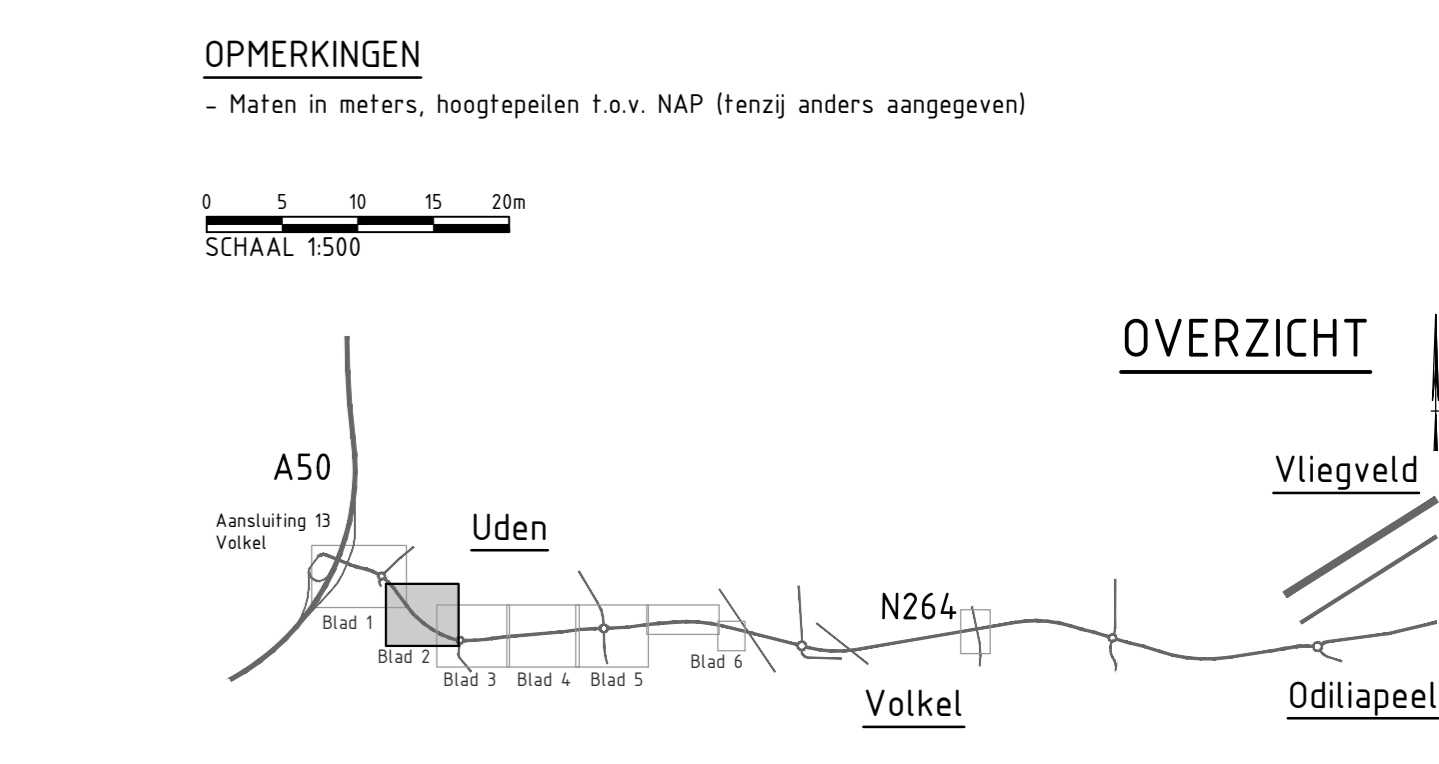 OPMERKINGEN
- Maten in meters, hoogtepeilen t.o.v. NAP (tenzij anders aangegeven)
0 5 10 15 20m
SCHAAL 1:500
OVERZICHT
A50
Vliegveld
Aansluiting 13
Volkel
Uden
N264
Blad 1
Blad 2
Blad 6
Blad 3 Blad 4 Blad 5
Volkel
Odiliapeel